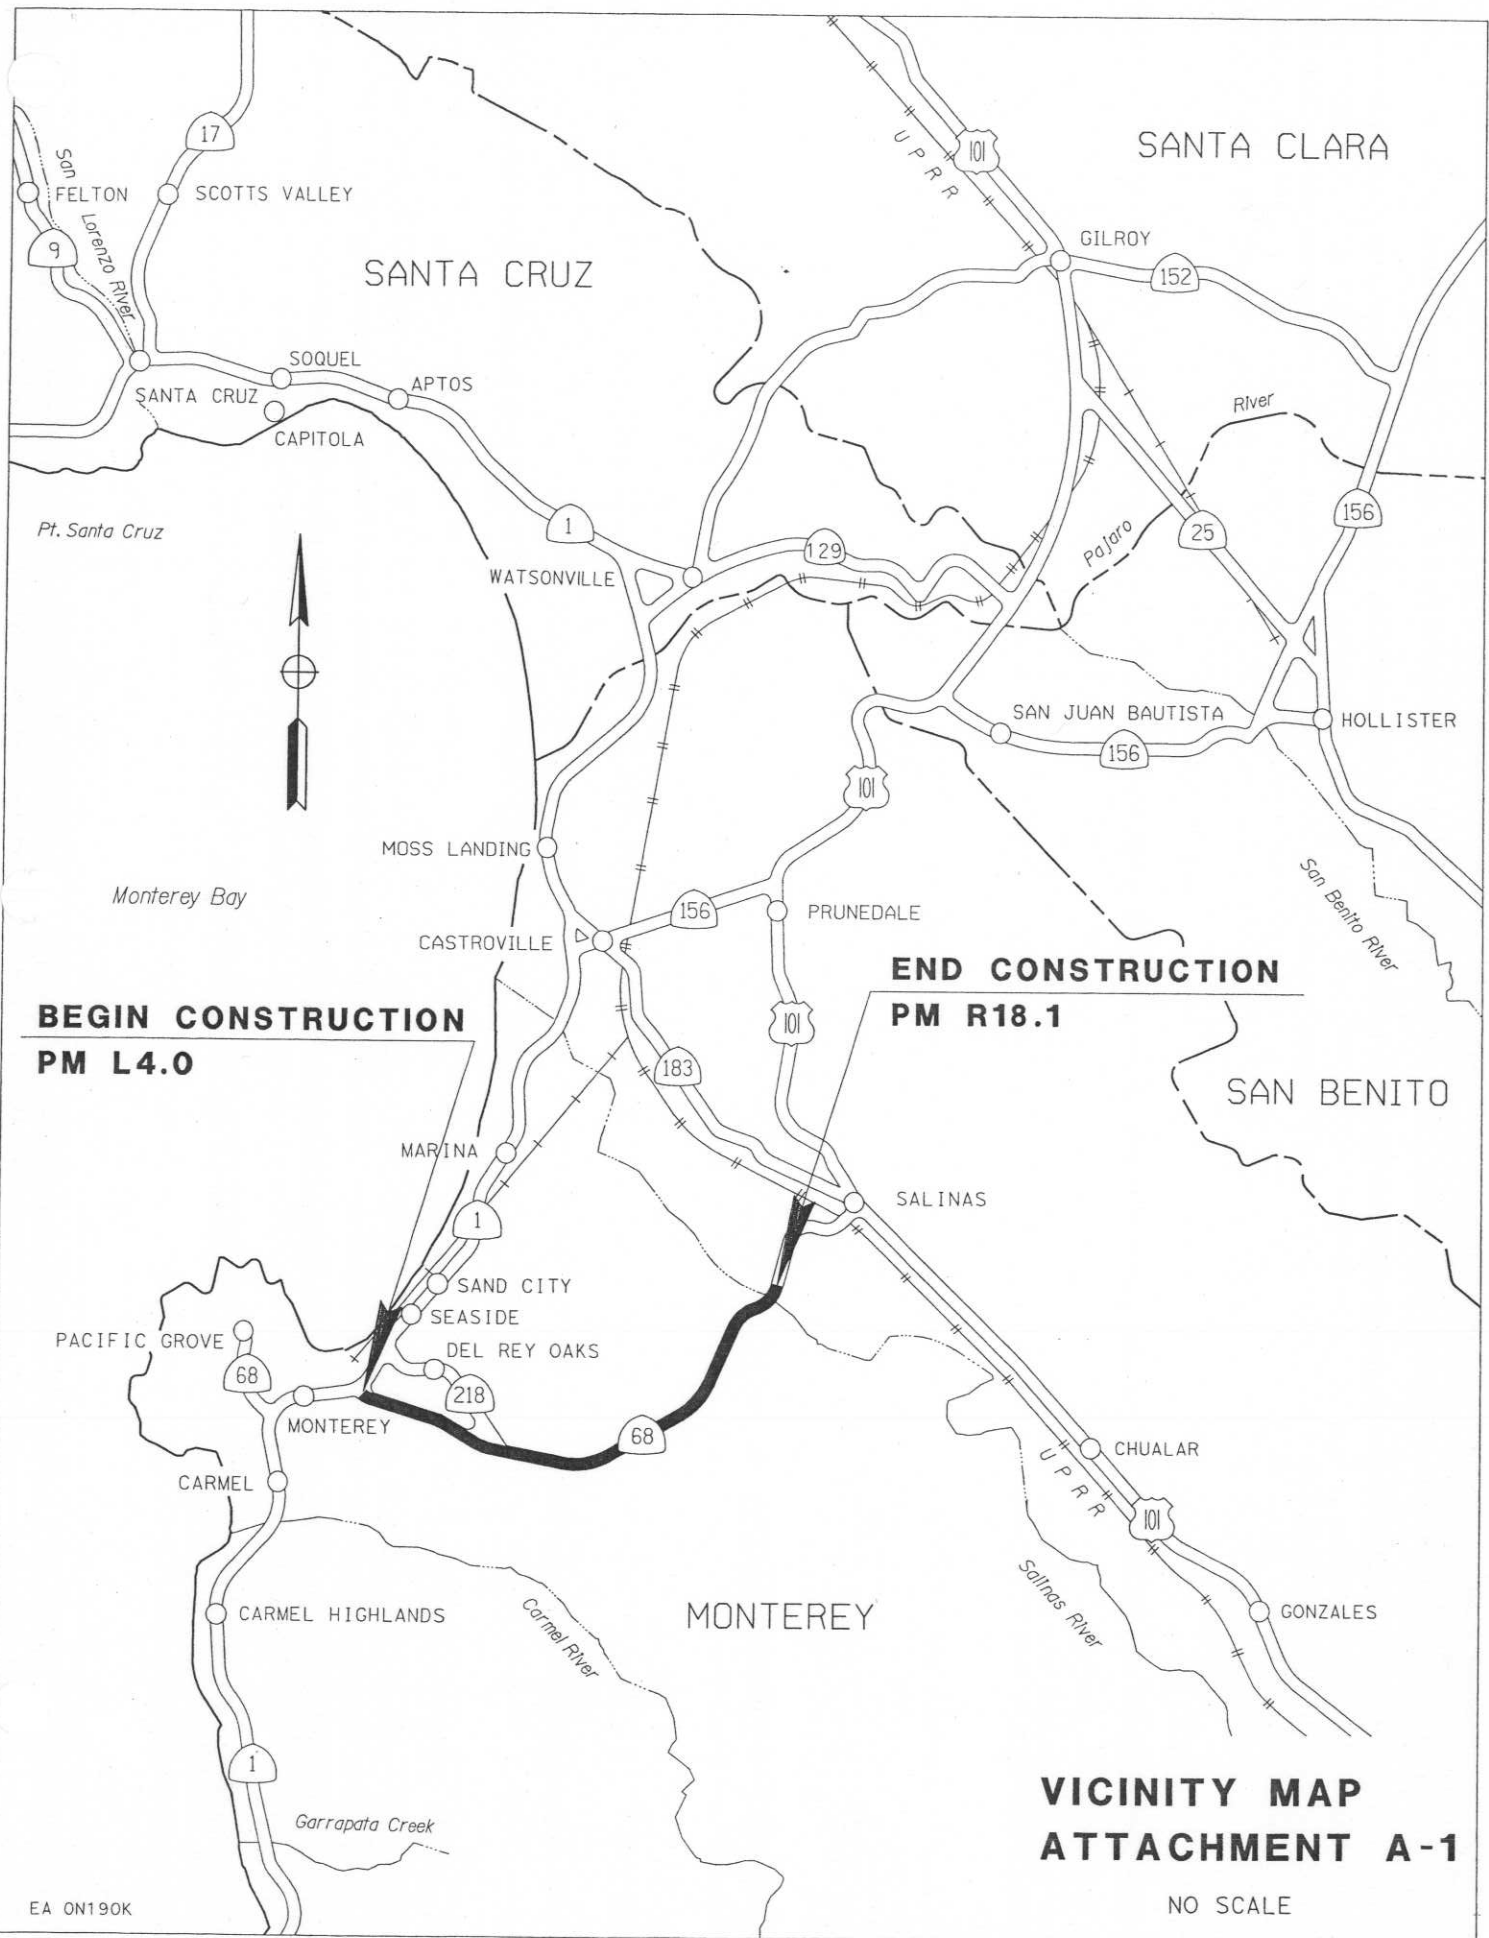 SANTA CLARA
17
101
San Lorenzo River
UPRR
FELTON
SCOTTS VALLEY
9
GILROY
SANTA CRUZ
152
SOQUEL
APTOS
SANTA CRUZ
CAPITOLA
River
Pt. Santa Cruz
1
156
25
129
Pajaro
WATSONVILLE
SAN JUAN BAUTISTA
HOLLISTER
156
101
MOSS LANDING
Monterey Bay
156
PRUNEDALE
San Benito River
CASTROVILLE
END CONSTRUCTION
PM R18.1
BEGIN CONSTRUCTION
PM L4.0
101
183
SAN BENITO
MARINA
SALINAS
1
SAND CITY
SEASIDE
PACIFIC GROVE
DEL REY OAKS
68
218
MONTEREY
68
CHUALAR
UPRR
CARMEL
101
Salinas River
CARMEL HIGHLANDS
Carmel River
MONTEREY
GONZALES
1
VICINITY MAP
Garrapata Creek
ATTACHMENT A-1
EA 0N190K
NO SCALE